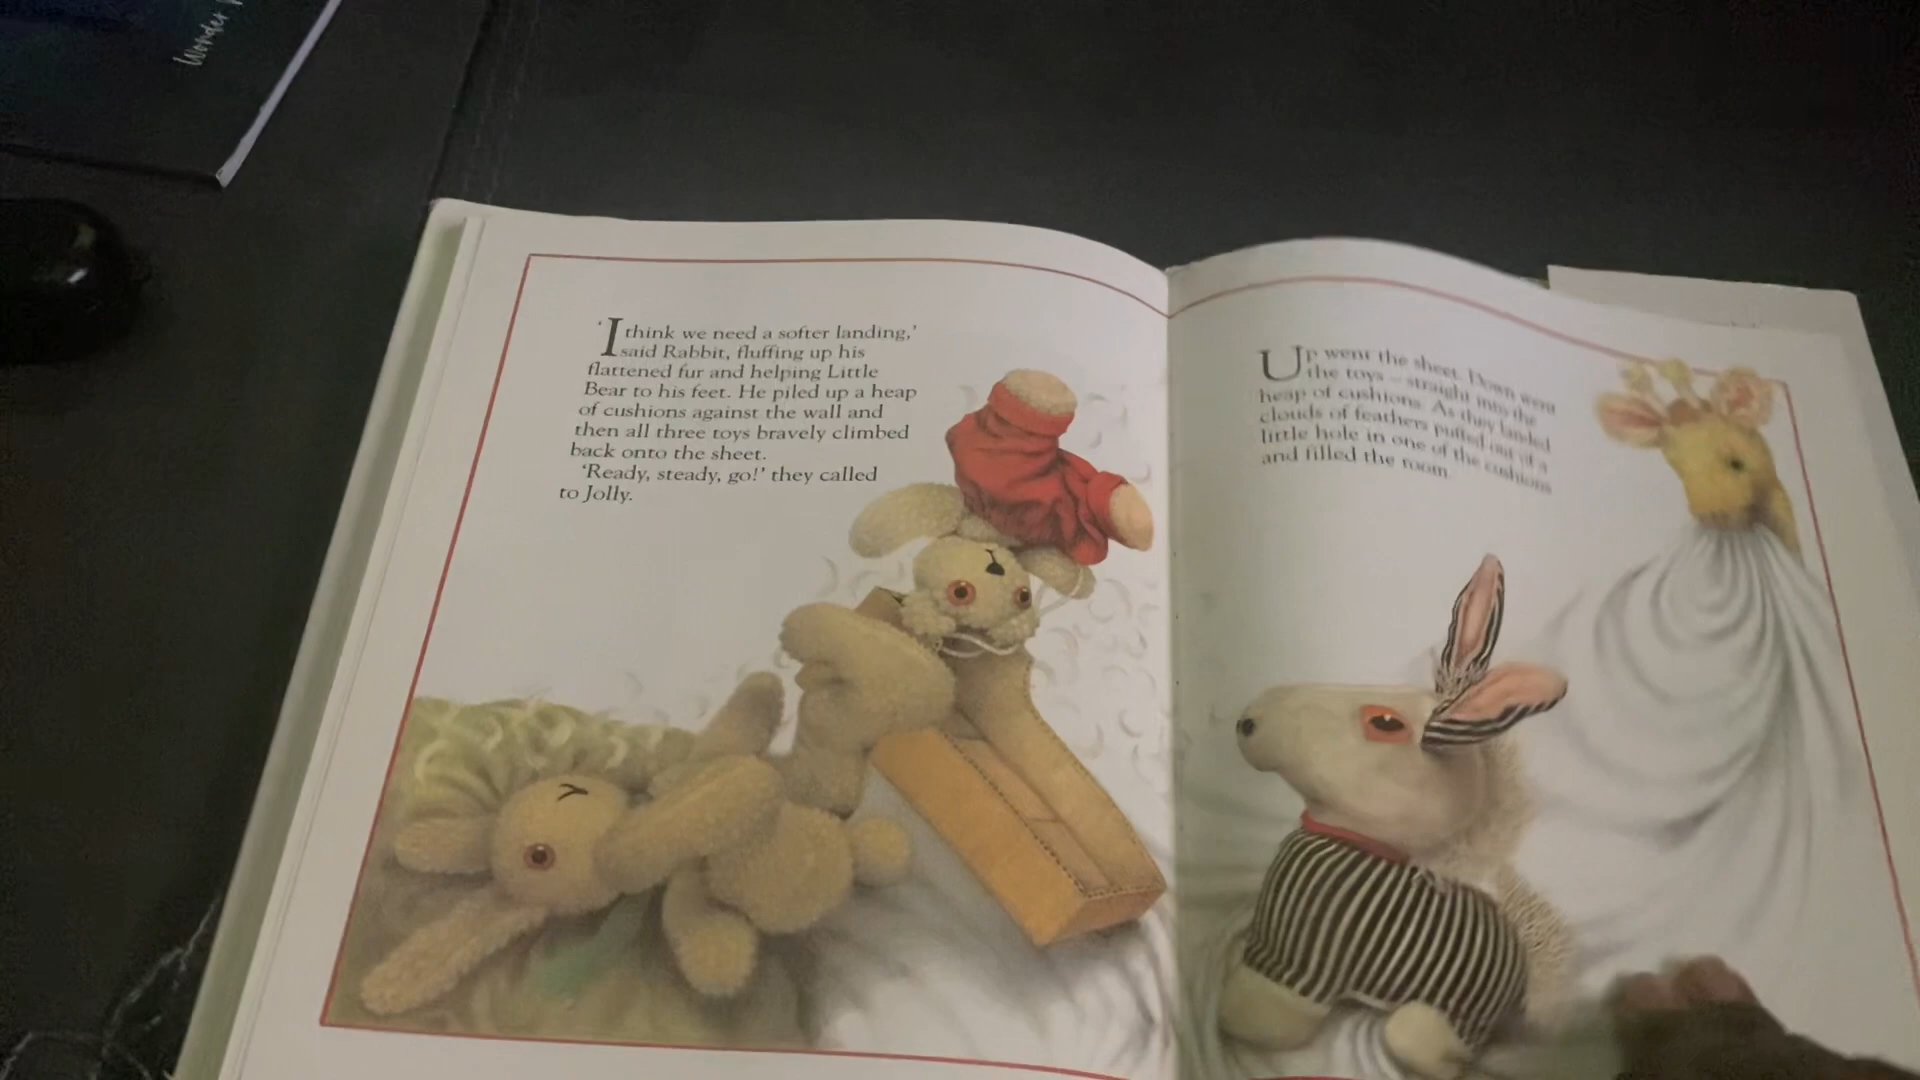 Wonder
‘I think we need a softer landing,’
said Rabbit, fluffing up his
flattened fur and helping Little
Bear to his feet. He piled up a heap
of cushions against the wall and
then all three toys bravely climbed
back onto the sheet.
‘Ready, steady, go!’ they called
to Jolly.
Up went the sheet. Down went
the toys – straight into the
heap of cushions. As they landed
clouds of feathers puffed out of a
little hole in one of the cushions
and filled the room.